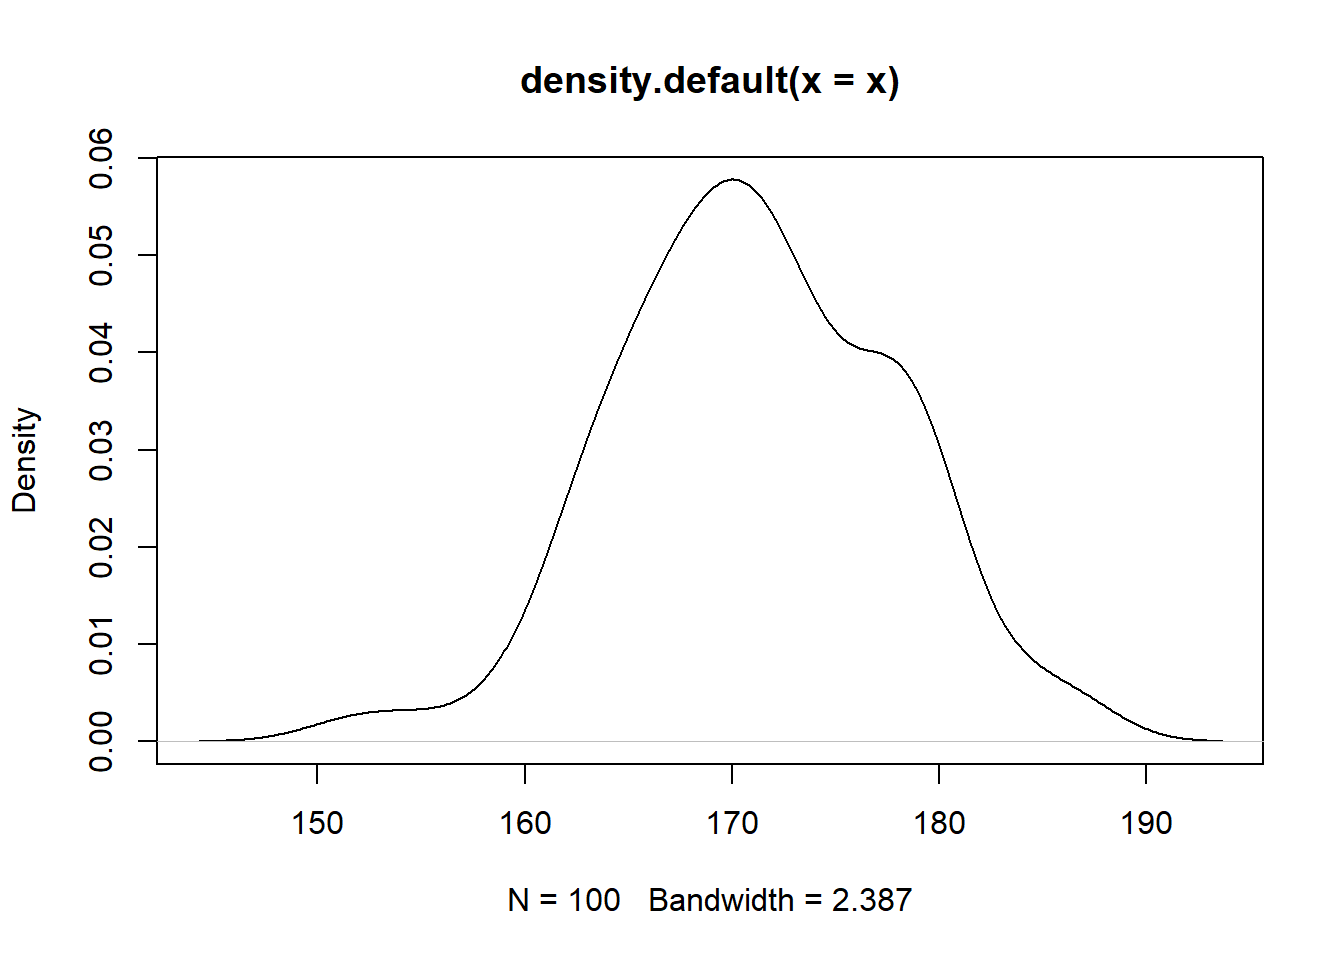 density.default(x = x)
Density
0.06
0.05
0.04
0.03
0.02
0.01
0.00
150 160 170 180 190
N = 100   Bandwidth = 2.387